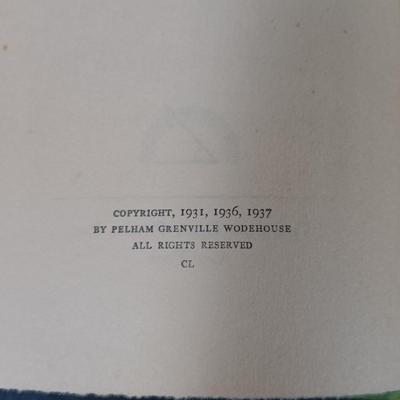 COPYRIGHT, 1931, 1936, 1937
BY PELHAM GRENVILLE WODEHOUSE
ALL RIGHTS RESERVED
CL